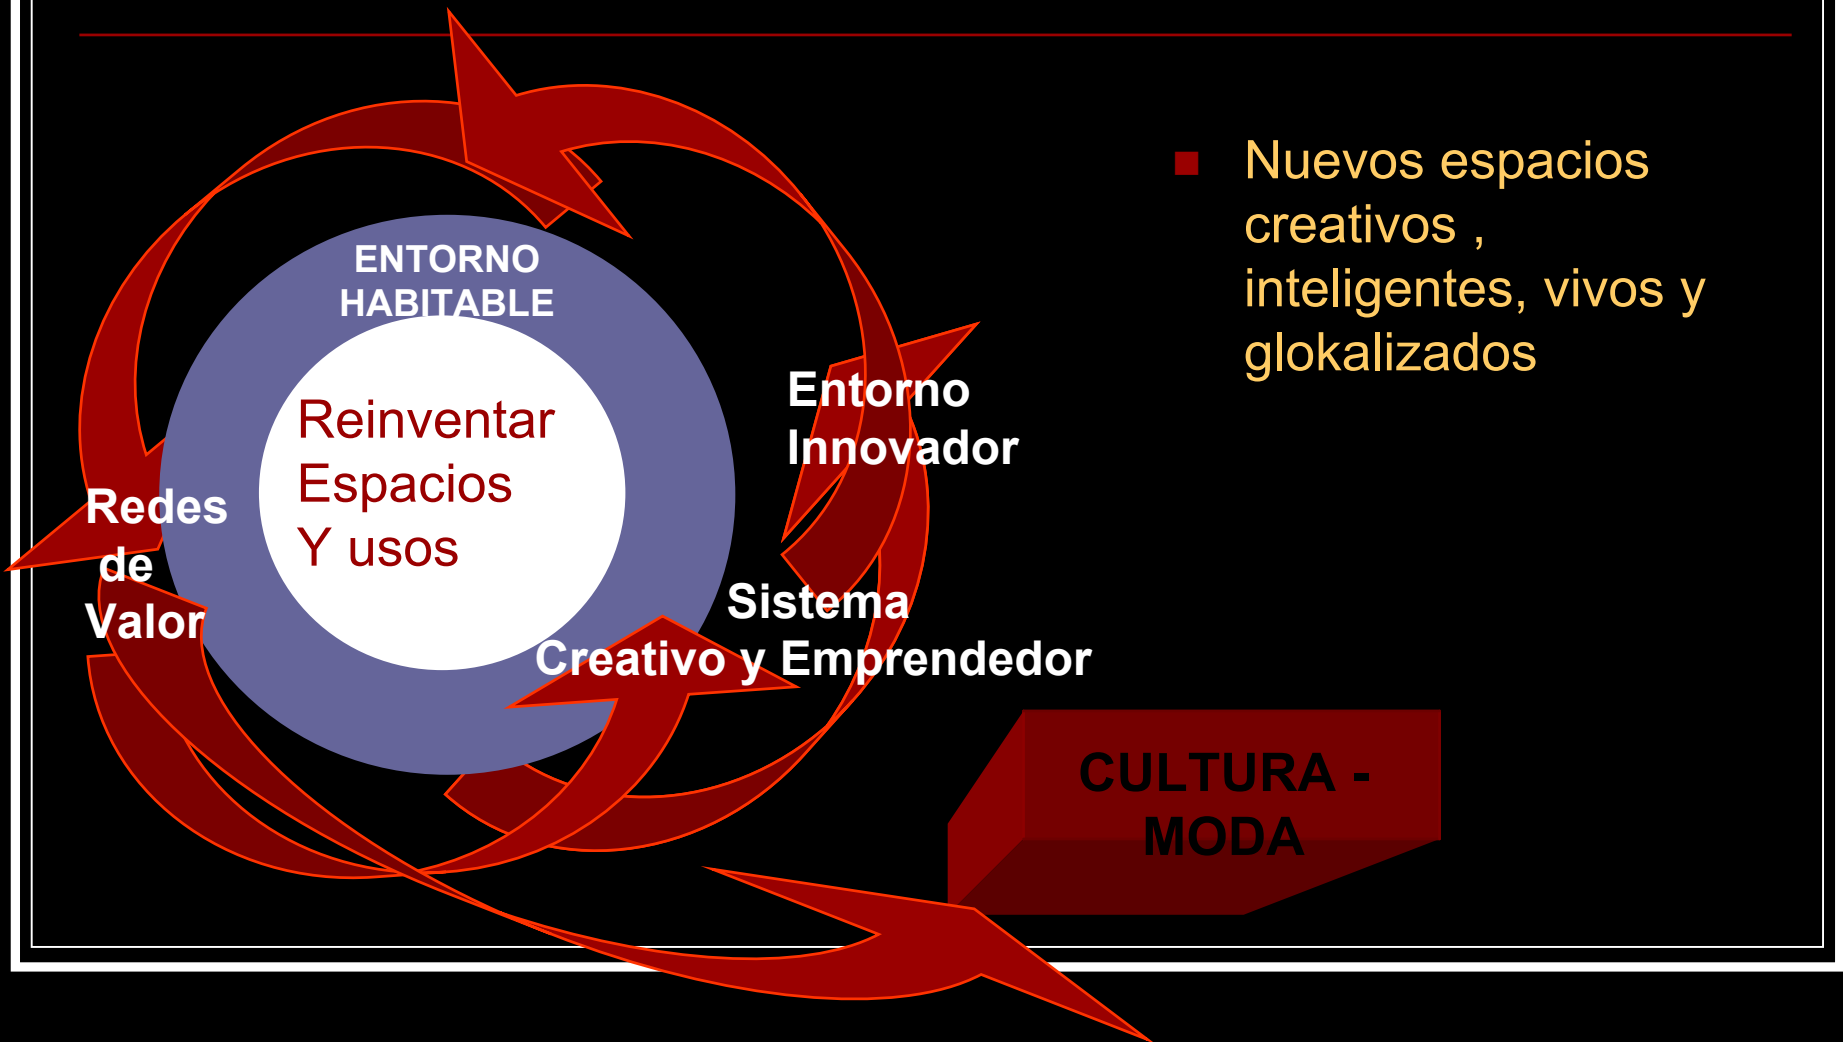 ENTORNO
HABITABLE
Reinventar
Espacios
Y usos
Redes
de
Valor
Entorno
Innovador
Sistema
Creativo y Emprendedor
Nuevos espacios
creativos ,
inteligentes, vivos y
glokalizados
CULTURA -
MODA